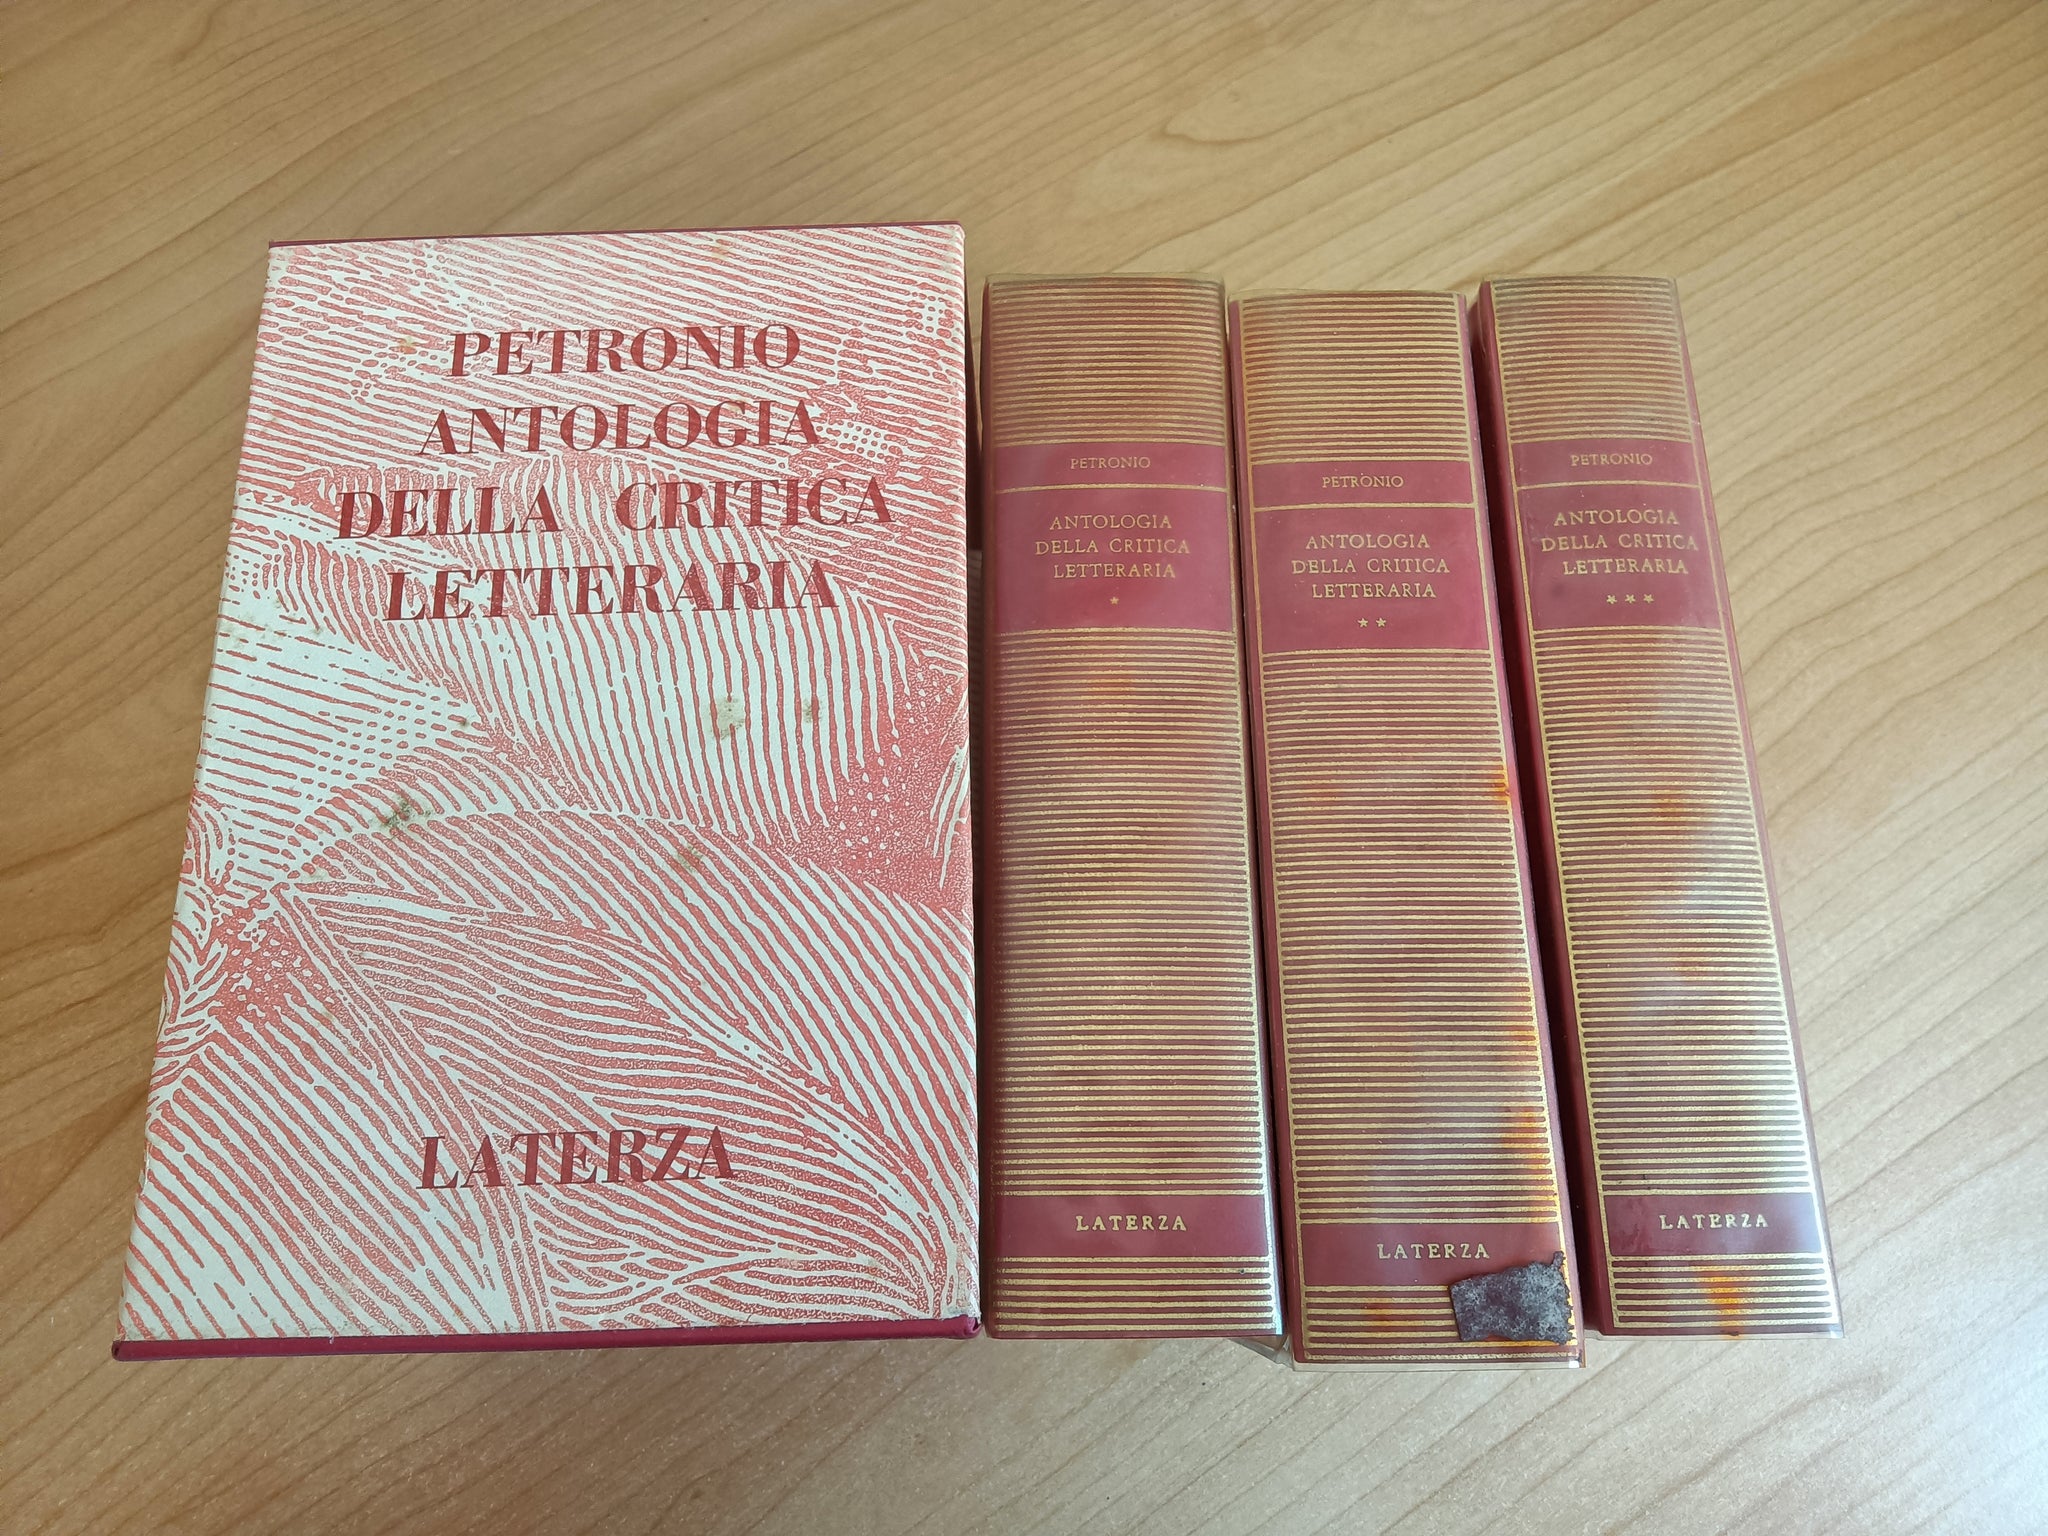 PETRONIO
ANTOLOGIA
DELLA CRITICA
LETTERARIA
LATERZA
PETRONIO
ANTOLOGIA
DELLA CRITICA
LETTERARIA
*
LATERZA
PETRONIO
ANTOLOGIA
DELLA CRITICA
LETTERARIA
**
LATERZA
PETRONIO
ANTOLOGIA
DELLA CRITICA
LETTERARIA
***
LATERZA